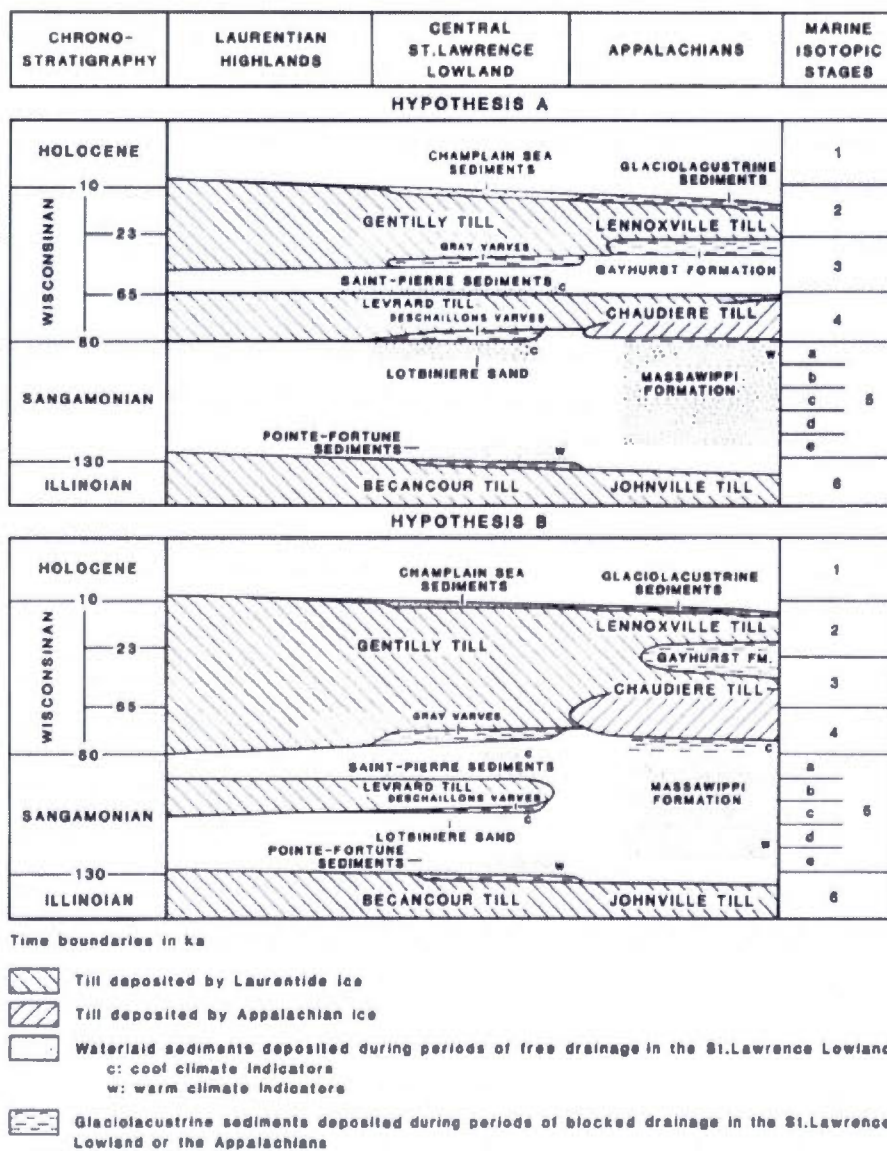 CHRONO-
STRATIGRAPHY
LAURENTIAN
HIGHLANDS
CENTRAL
ST.LAWRENCE
LOWLAND
APPALACHIANS
MARINE
ISOTOPIC
STAGES
HYPOTHESIS A
HOLOCENE
10
WISCONSINAN
23
65
80
SANGAMONIAN
130
ILLINOIAN
CHAMPLAIN SEA
SEDIMENTS
GLACIOLACUSTRINE
SEDIMENTS
GENTILLY TILL
LENNOXVILLE TILL
GRAY VARVES
GAYHURST FORMATION
SAINT-PIERRE SEDIMENTS
c
LEVRARD TILL
DESCHAILLONS VARVES
CHAUDIERE TILL
c
LOTBINIERE SAND
w
MASSAWIPPI
FORMATION
POINTE-FORTUNE
SEDIMENTS
w
BECANCOUR TILL
JOHNVILLE TILL
1
2
3
4
a
b
c
d
e
5
6
HYPOTHESIS B
HOLOCENE
10
WISCONSINAN
23
65
80
SANGAMONIAN
130
ILLINOIAN
CHAMPLAIN SEA
SEDIMENTS
GLACIOLACUSTRINE
SEDIMENTS
LENNOXVILLE TILL
GENTILLY TILL
GAYHURST FM.
CHAUDIERE TILL
GRAY VARVES
c
c
SAINT-PIERRE SEDIMENTS
LEVRARD TILL
DESCHAILLONS VARVES
c
MASSAWIPPI
FORMATION
LOTBINIERE SAND
w
POINTE-FORTUNE
SEDIMENTS
w
BECANCOUR TILL
JOHNVILLE TILL
1
2
3
4
a
b
c
d
e
5
6
Time boundaries in ka
Till deposited by Laurentide ice
Till deposited by Appalachian ice
Waterlaid sediments deposited during periods of free drainage in the St.Lawrence Lowland
c: cool climate indicators
w: warm climate indicators
Glaciolacustrine sediments deposited during periods of blocked drainage in the St.Lawrence
Lowland or the Appalachians